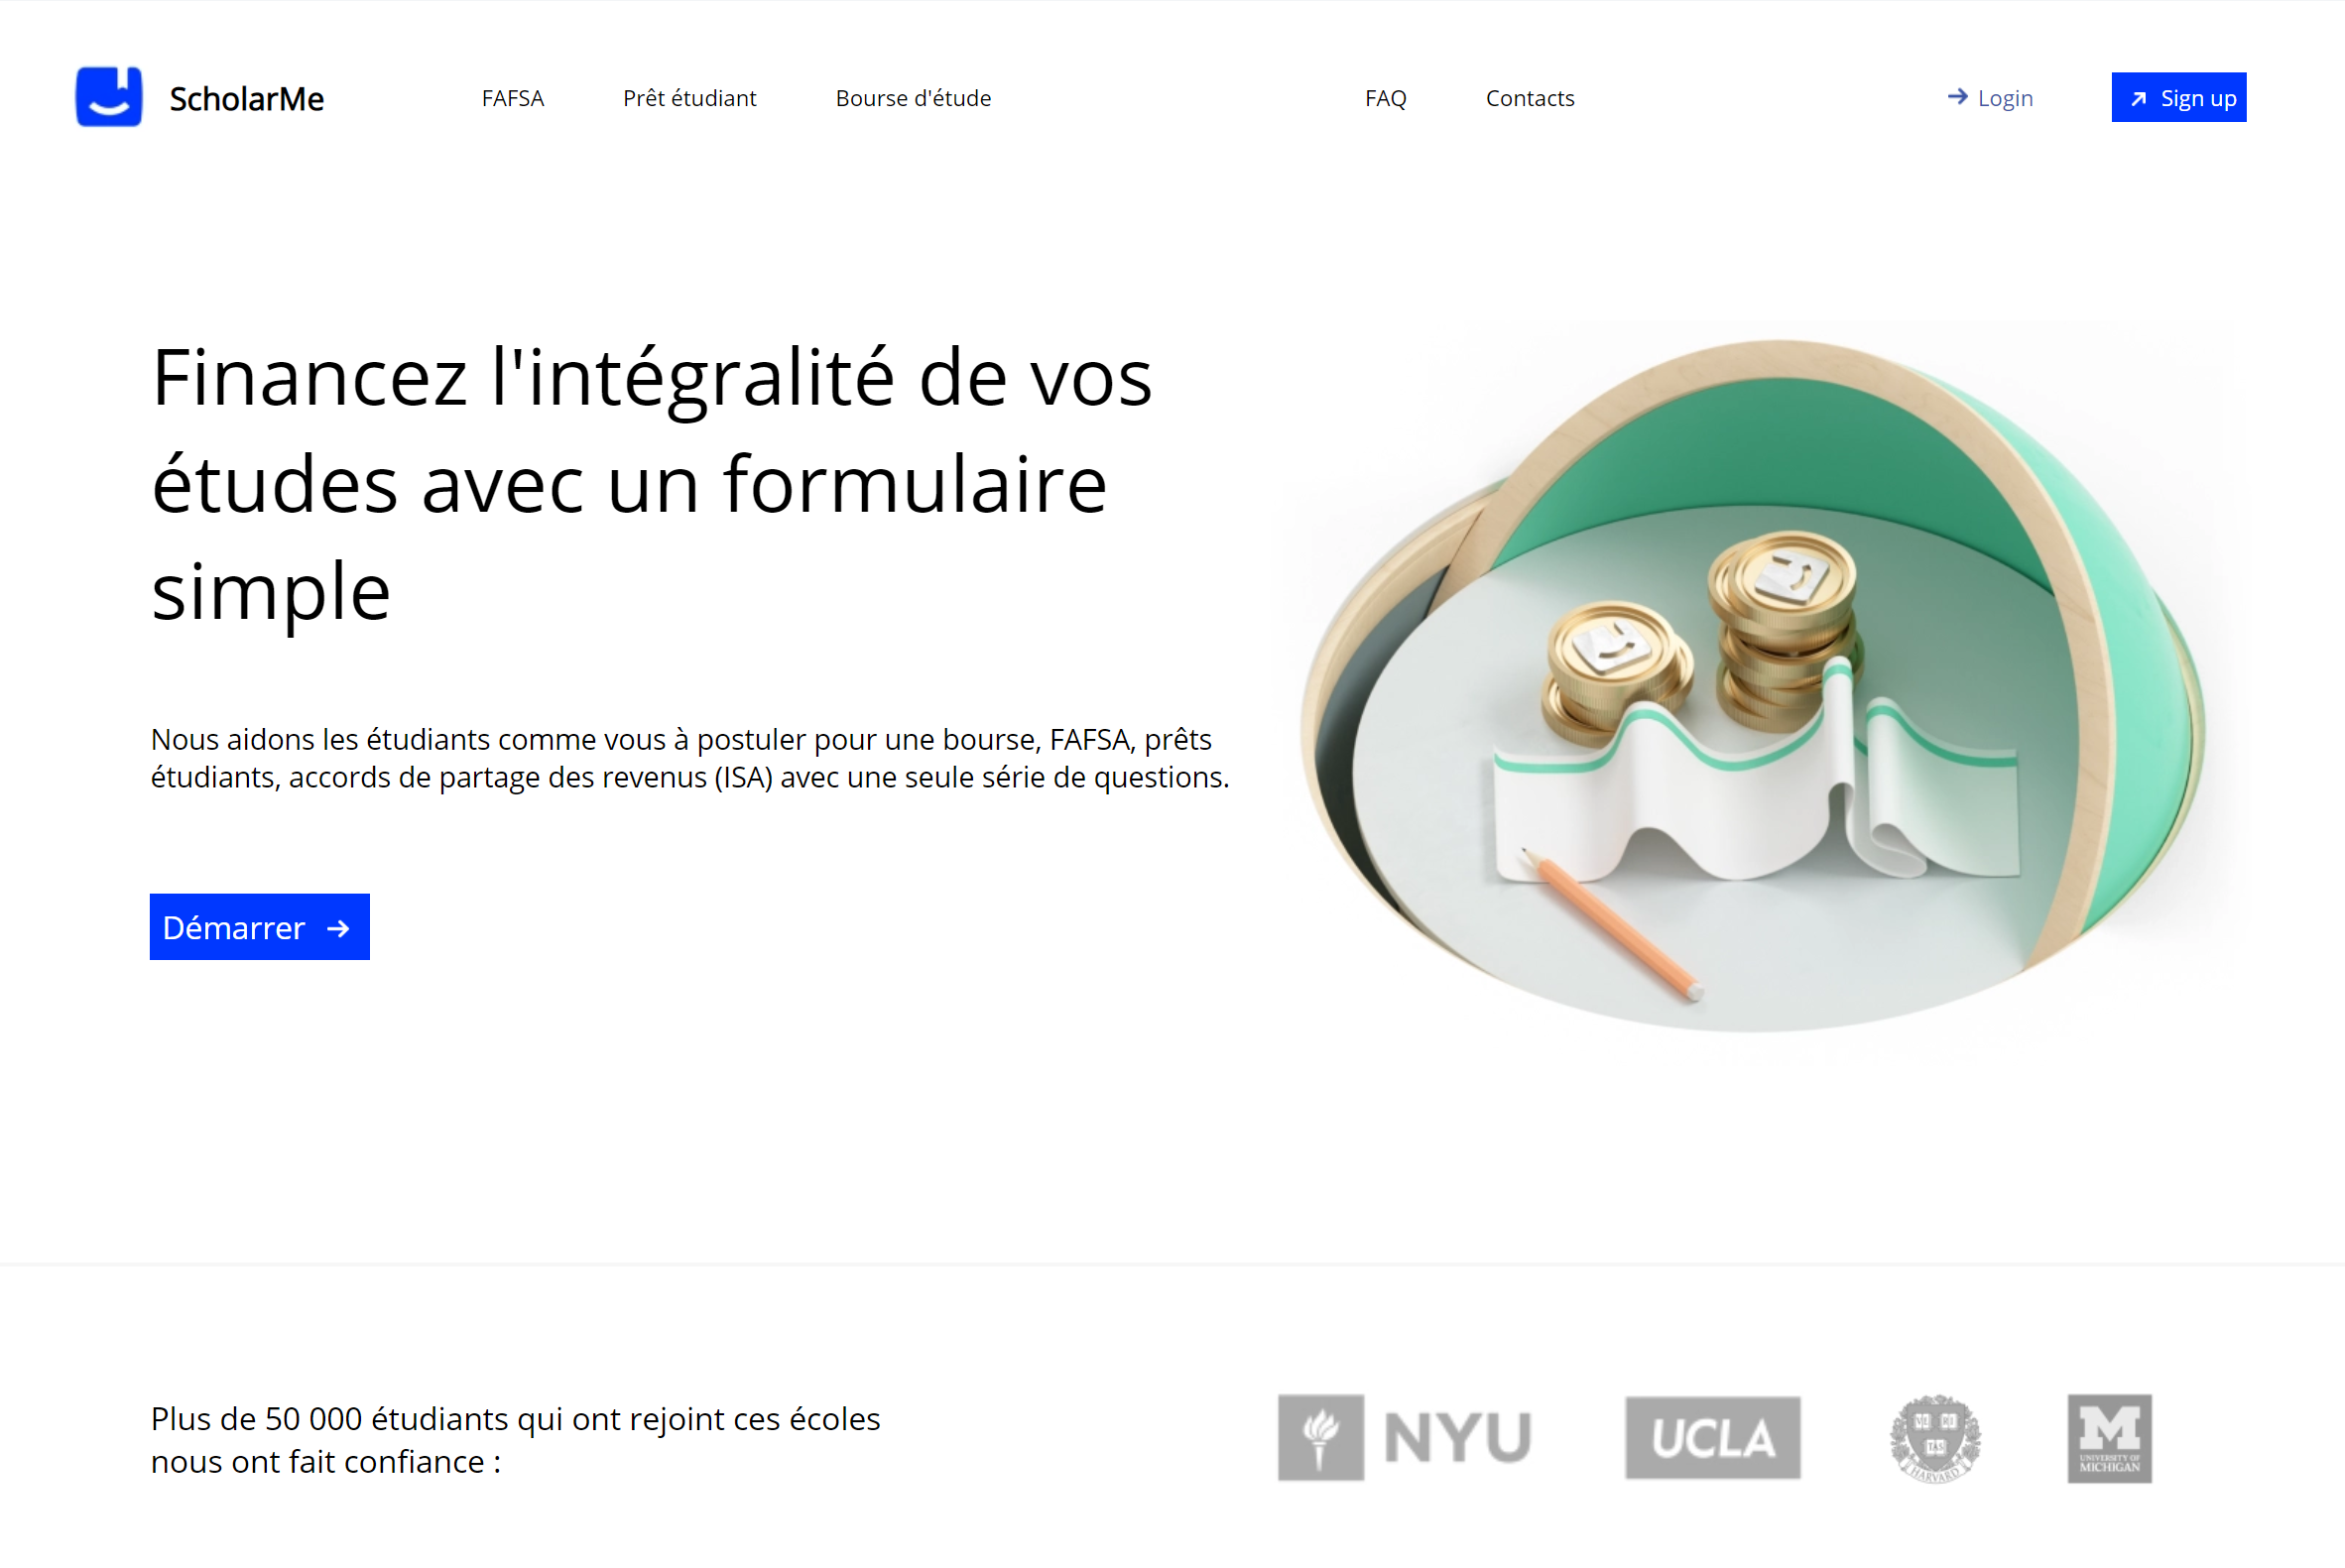 ScholarMe
FAFSA
Prêt étudiant
Bourse d'étude
FAQ
Contacts
Login
Sign up
Financez l'intégralité de vos
études avec un formulaire
simple
Nous aidons les étudiants comme vous à postuler pour une bourse, FAFSA, prêts
étudiants, accords de partage des revenus (ISA) avec une seule série de questions.
Démarrer
Plus de 50 000 étudiants qui ont rejoint ces écoles
nous ont fait confiance :
NYU
UCLA
VE RI
TAS
HARVARD
M
UNIVERSITY OF
MICHIGAN